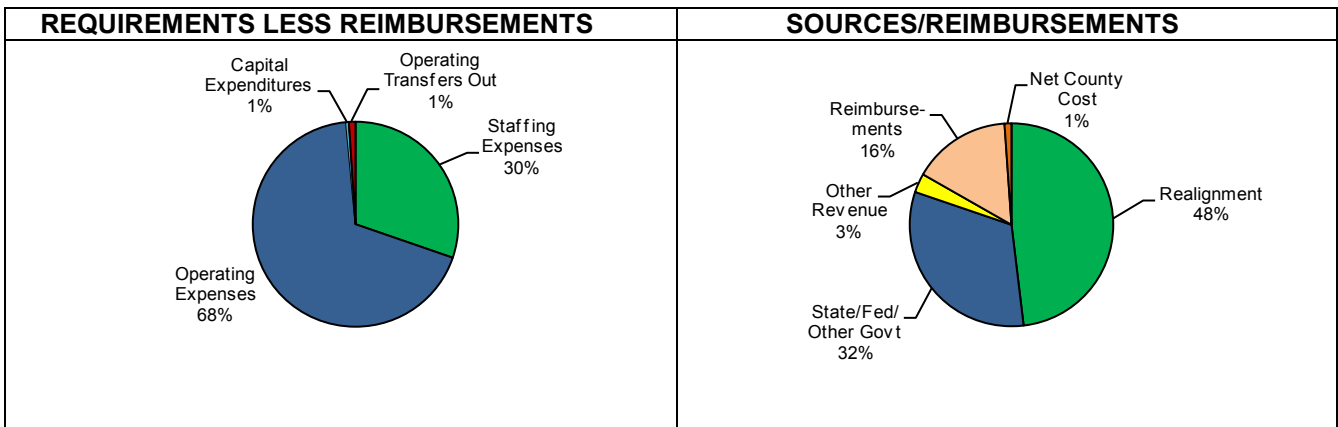 REQUIREMENTS LESS REIMBURSEMENTS
Capital
Expenditures
1%
Operating
Transfers Out
1%
Staffing
Expenses
30%
Operating
Expenses
68%
SOURCES/REIMBURSEMENTS
Net County
Cost
1%
Reimburse-
ments
16%
Other
Revenue
3%
Realignment
48%
State/Fed/
Other Govt
32%